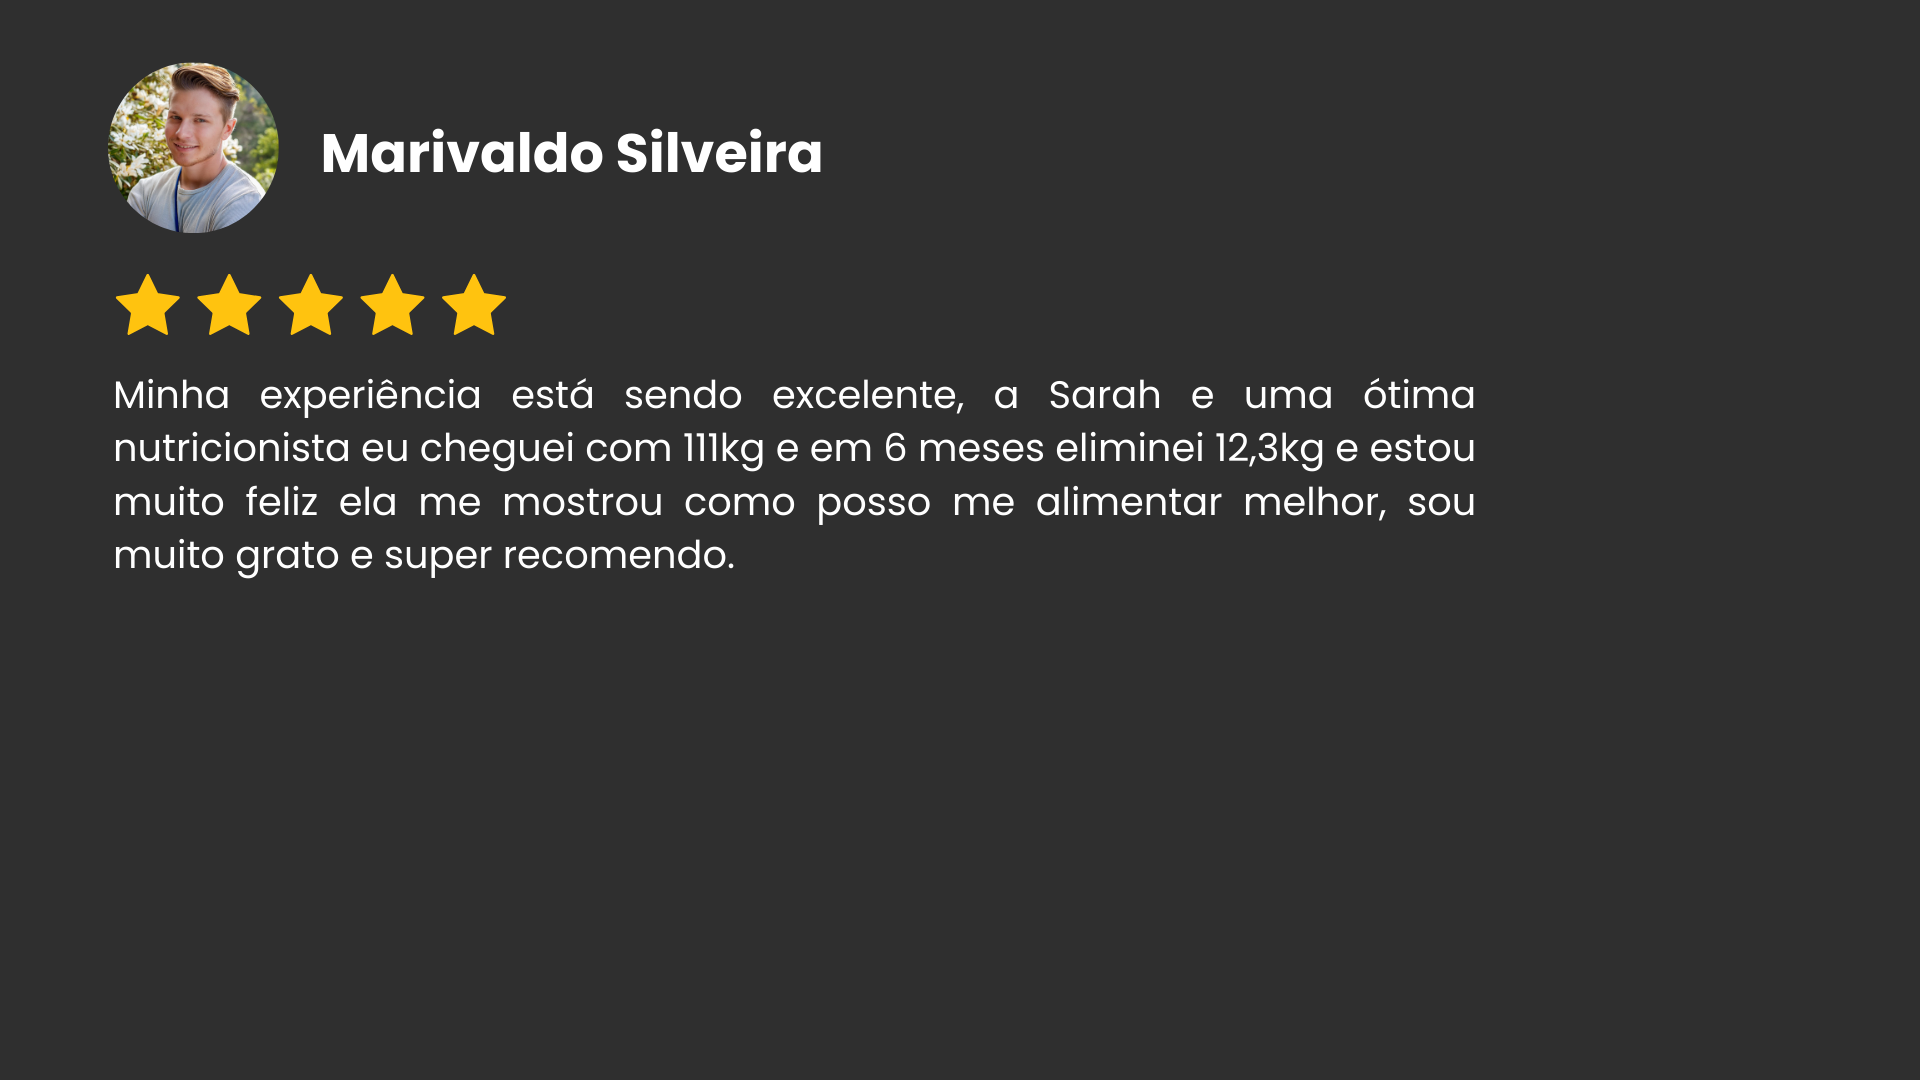 Marivaldo Silveira
Minha experiência está sendo excelente, a Sarah e uma ótima
nutricionista eu cheguei com 111kg e em 6 meses eliminei 12,3kg e estou
muito feliz ela me mostrou como posso me alimentar melhor, sou
muito grato e super recomendo.